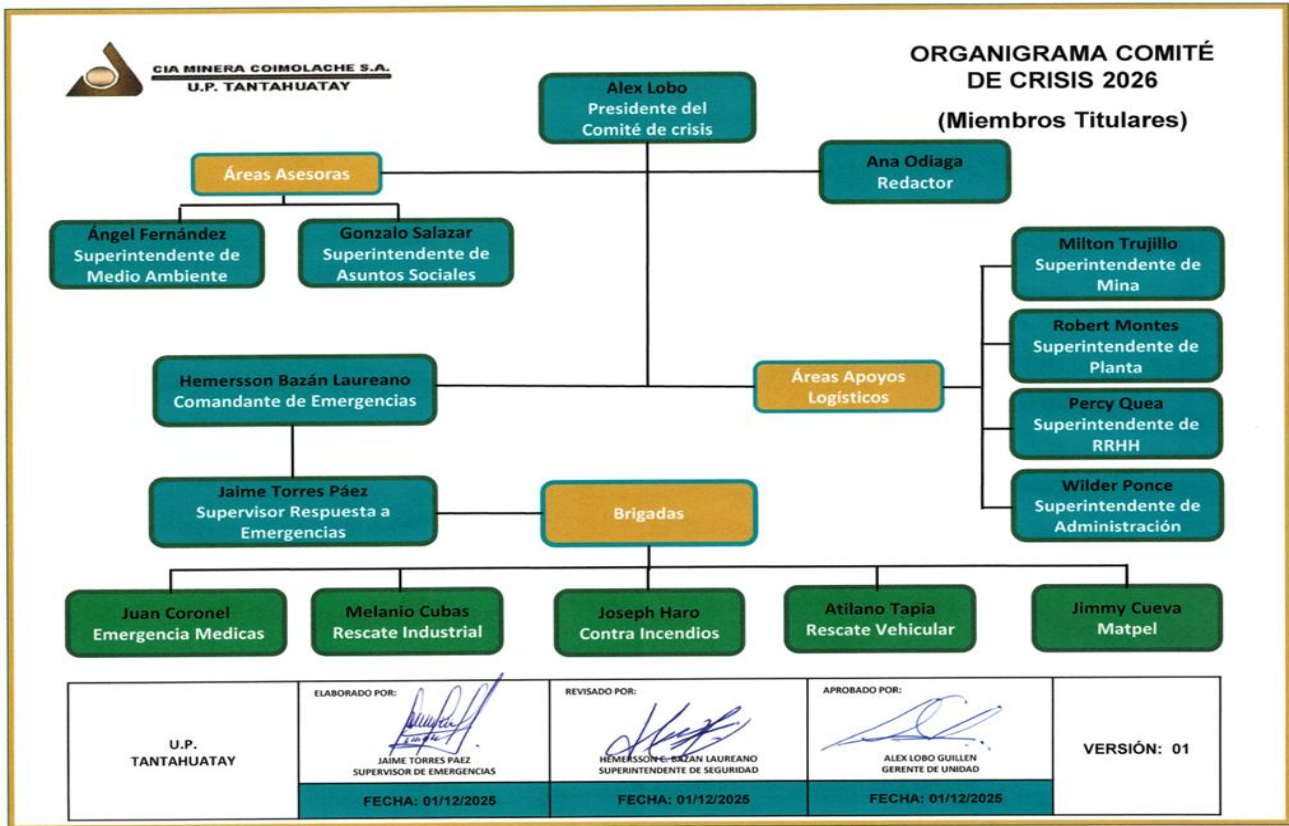 CIA MINERA COIMOLACHE S.A.
U.P. TANTAHUATAY
ORGANIGRAMA COMITÉ
DE CRISIS 2026
(Miembros Titulares)
Alex Lobo
Presidente del
Comité de crisis
Áreas Asesoras
Ana Odiaga
Redactor
Ángel Fernández
Superintendente de
Medio Ambiente
Gonzalo Salazar
Superintendente de
Asuntos Sociales
Milton Trujillo
Superintendente de
Mina
Robert Montes
Superintendente de
Planta
Hemersson Bazán Laureano
Comandante de Emergencias
Áreas Apoyos
Logísticos
Percy Quea
Superintendente de
RRHH
Wilder Ponce
Superintendente de
Administración
Jaime Torres Páez
Supervisor Respuesta a
Emergencias
Brigadas
Juan Coronel
Emergencia Medicas
Melanio Cubas
Rescate Industrial
Joseph Haro
Contra Incendios
Atilano Tapia
Rescate Vehicular
Jimmy Cueva
Matpel
U.P.
TANTAHUATAY
ELABORADO POR:
JAIME TORRES PAEZ
SUPERVISOR DE EMERGENCIAS
FECHA: 01/12/2025
REVISADO POR:
HEMERSSON C. BAZAN LAUREANO
SUPERINTENDENTE DE SEGURIDAD
FECHA: 01/12/2025
APROBADO POR:
ALEX LOBO GUILLEN
GERENTE DE UNIDAD
FECHA: 01/12/2025
VERSIÓN: 01